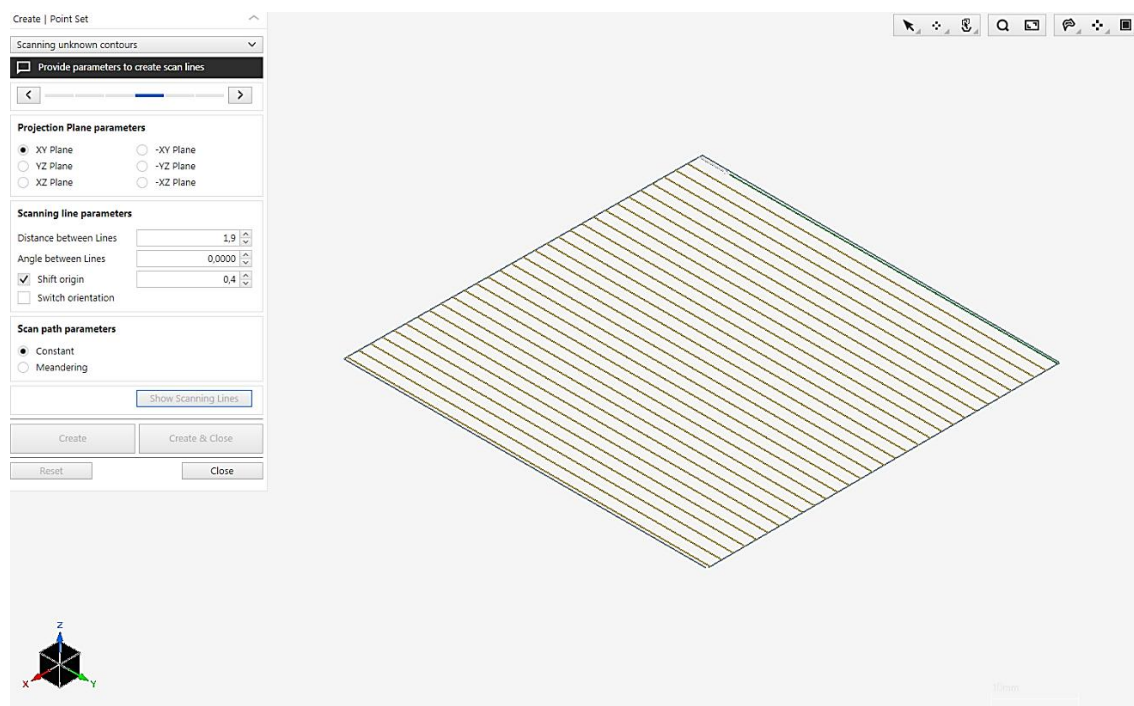 Create | Point Set
Scanning unknown contours
Provide parameters to create scan lines
Projection Plane parameters
XY Plane -XY Plane
YZ Plane -YZ Plane
XZ Plane -XZ Plane
Scanning line parameters
Distance between Lines 1,9
Angle between Lines 0,0000
Shift origin 0,4
Switch orientation
Scan path parameters
Constant
Meandering
Show Scanning Lines
Create Create & Close
Reset Close
Z
X Y